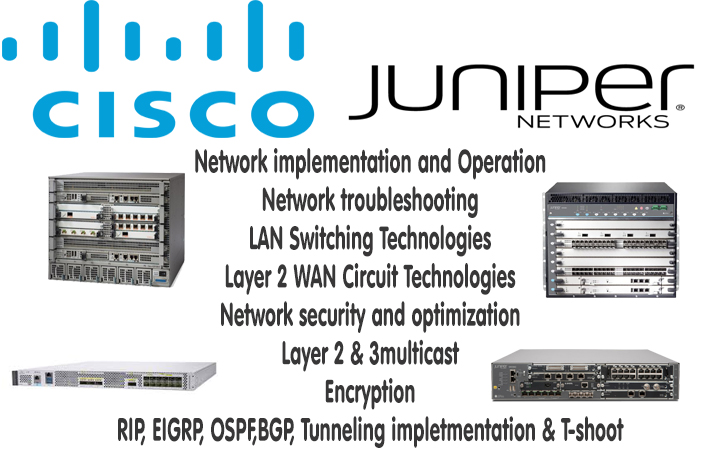 CISCO
JUNIPER
NETWORKS
Network implementation and Operation
Network troubleshooting
LAN Switching Technologies
Layer 2 WAN Circuit Technologies
Network security and optimization
Layer 2 & 3multicast
Encryption
RIP, EIGRP, OSPF,BGP, Tunneling impletmentation & T-shoot